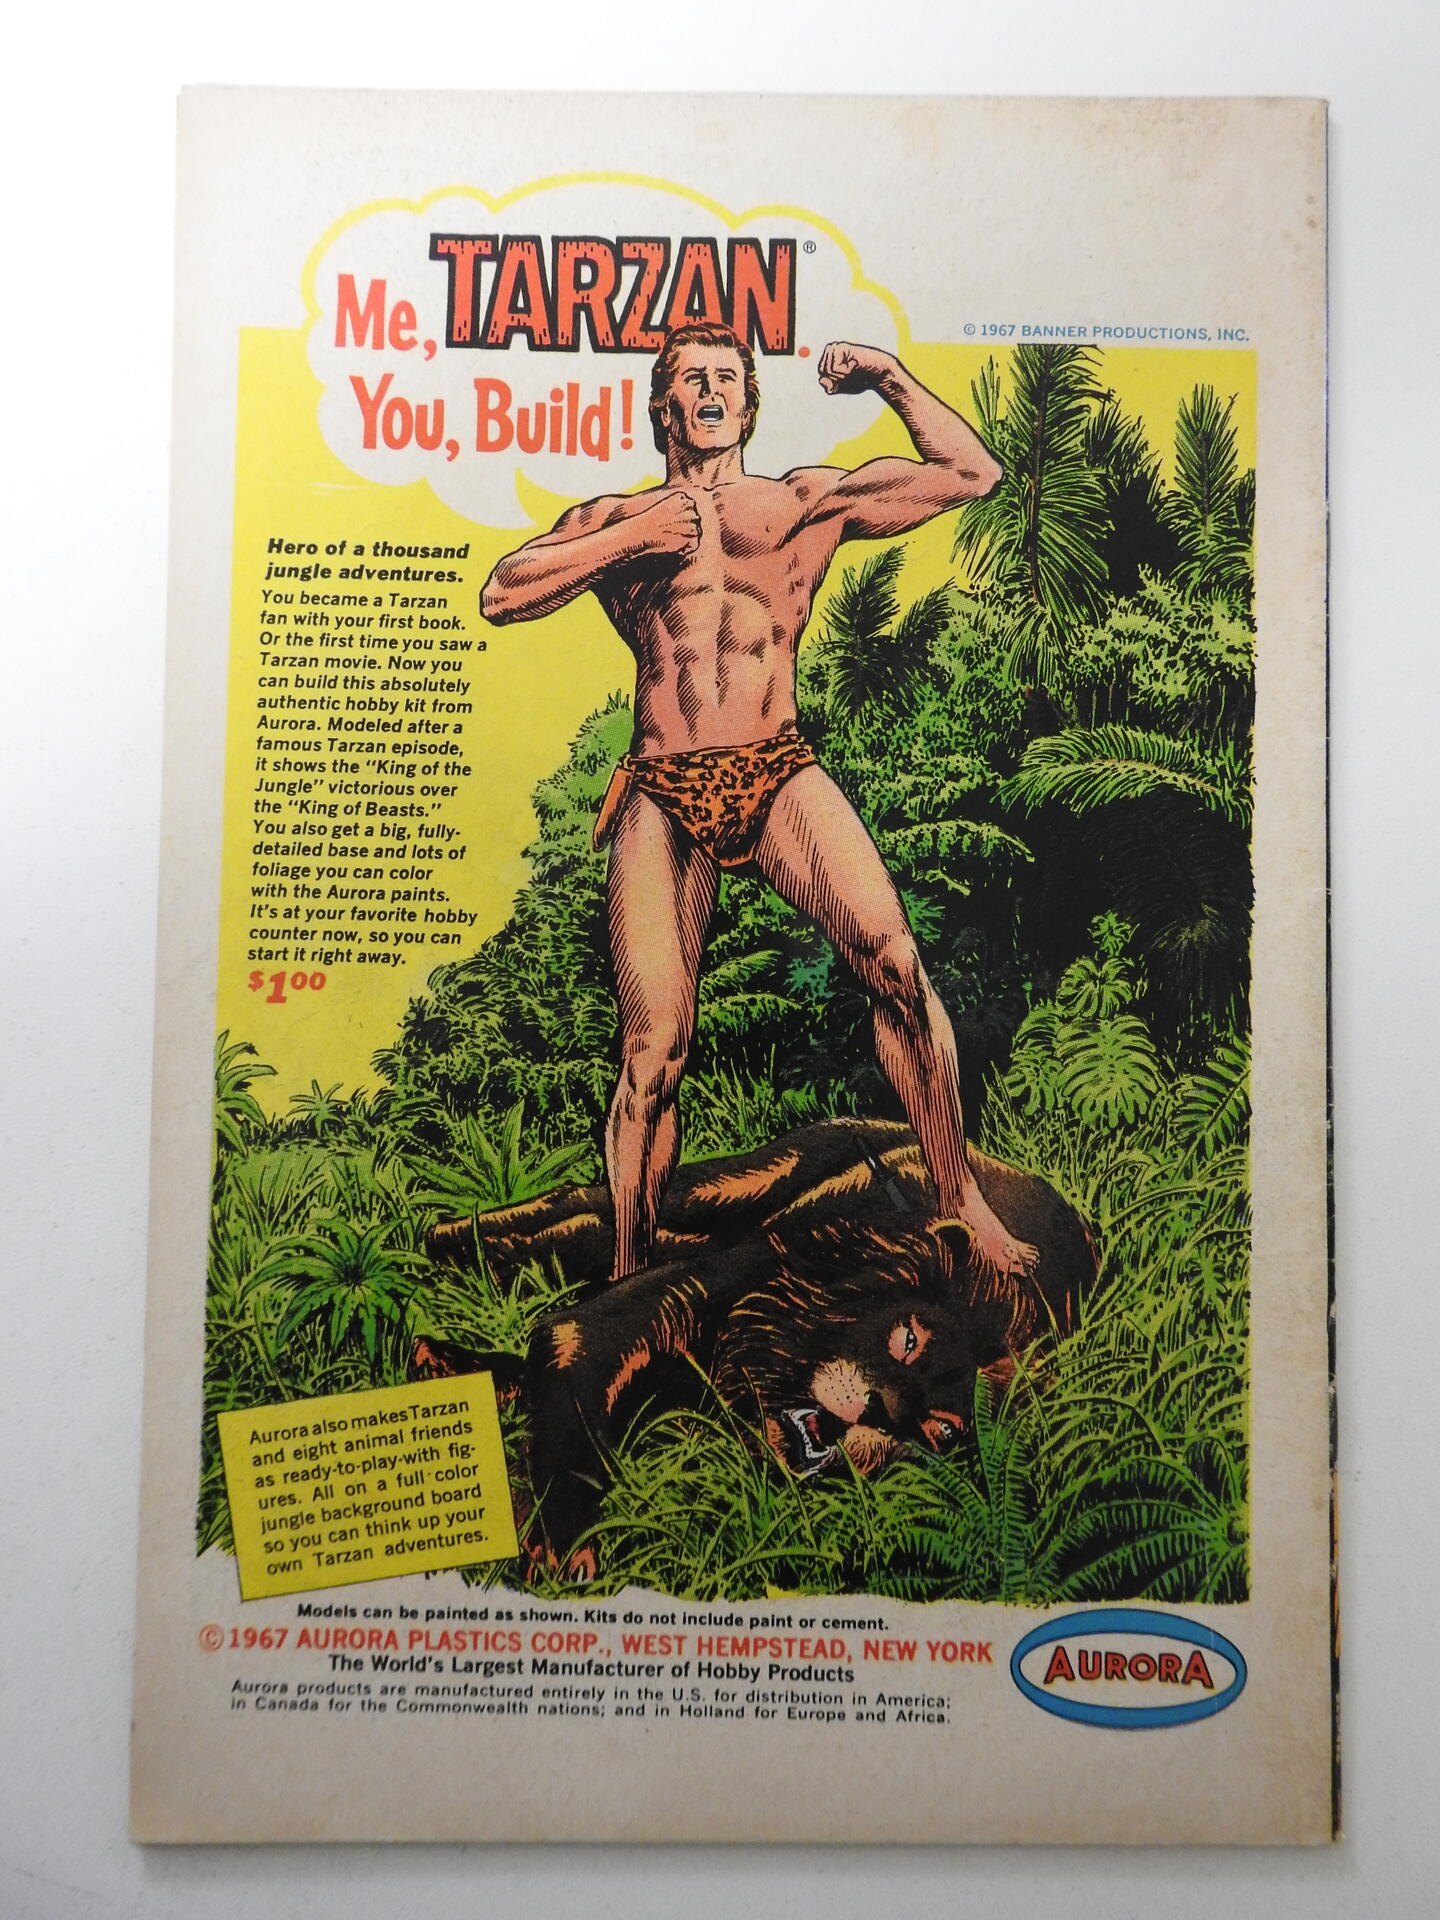 Me, TARZAN®.
You, Build!
© 1967 BANNER PRODUCTIONS, INC.
Hero of a thousand
jungle adventures.
You became a Tarzan
fan with your first book.
Or the first time you saw a
Tarzan movie. Now you
can build this absolutely
authentic hobby kit from
Aurora. Modeled after a
famous Tarzan episode,
it shows the "King of the
Jungle" victorious over
the "King of Beasts."
You also get a big, fully-
detailed base and lots of
foliage you can color
with the Aurora paints.
It's at your favorite hobby
counter now, so you can
start it right away.
$1.00
Aurora also makes Tarzan
and eight animal friends
as ready-to-play-with fig-
ures. All on a full color
jungle background board
so you can think up your
own Tarzan adventures.
Models can be painted as shown. Kits do not include paint or cement.
© 1967 AURORA PLASTICS CORP., WEST HEMPSTEAD, NEW YORK
The World's Largest Manufacturer of Hobby Products
Aurora products are manufactured entirely in the U.S. for distribution in America;
in Canada for the Commonwealth nations; and in Holland for Europe and Africa.
AURORA